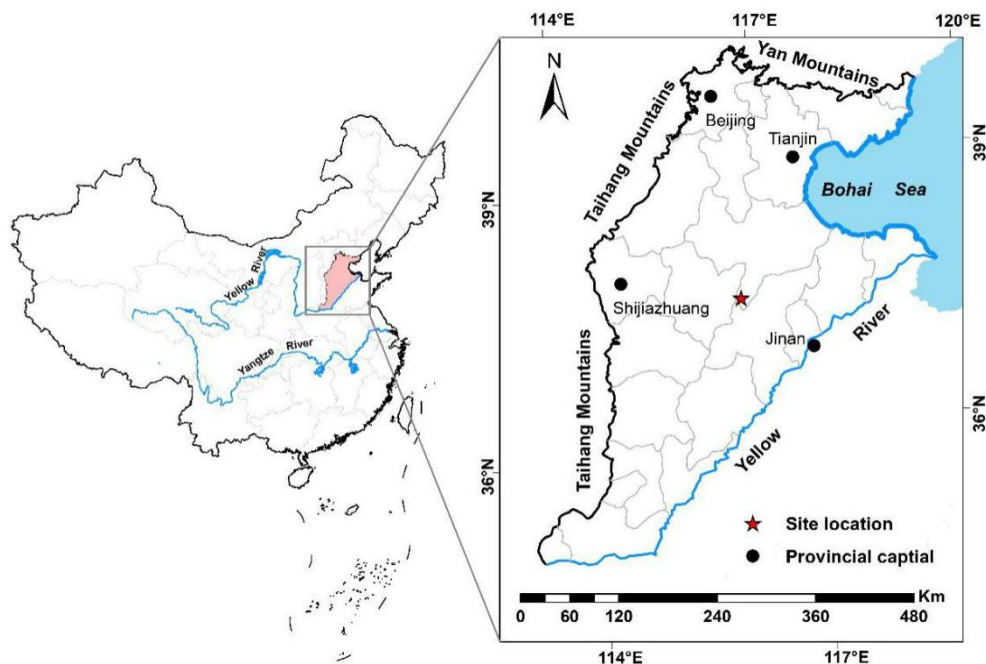 114°E
117°E
120°E
N
Yan Mountains
Beijing
Tianjin
Taihang Mountains
39°N
39°N
Bohai Sea
Yellow River
Shijiazhuang
Jinan
Yangtze River
Yellow River
Taihang Mountains
36°N
36°N
Site location
Provincial captial
Km
0 60 120 240 360 480
114°E
117°E